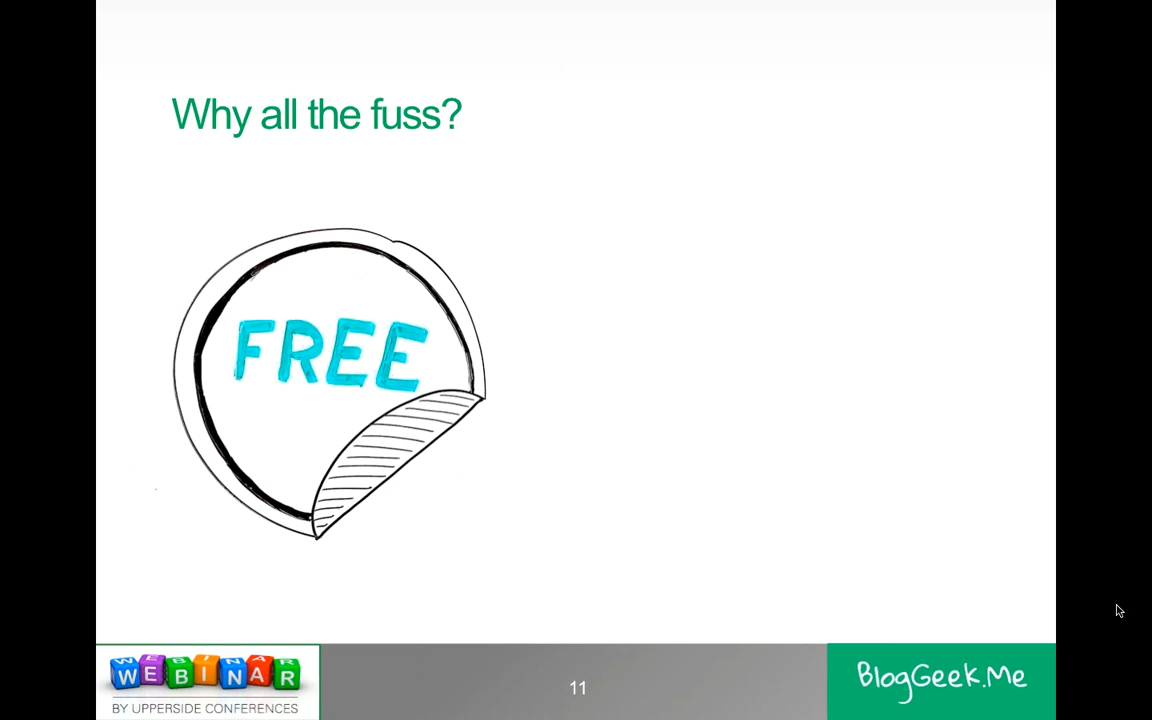 Why all the fuss?
FREE
WEBINAR
BY UPPERSIDE CONFERENCES
11
BlogGeek.Me